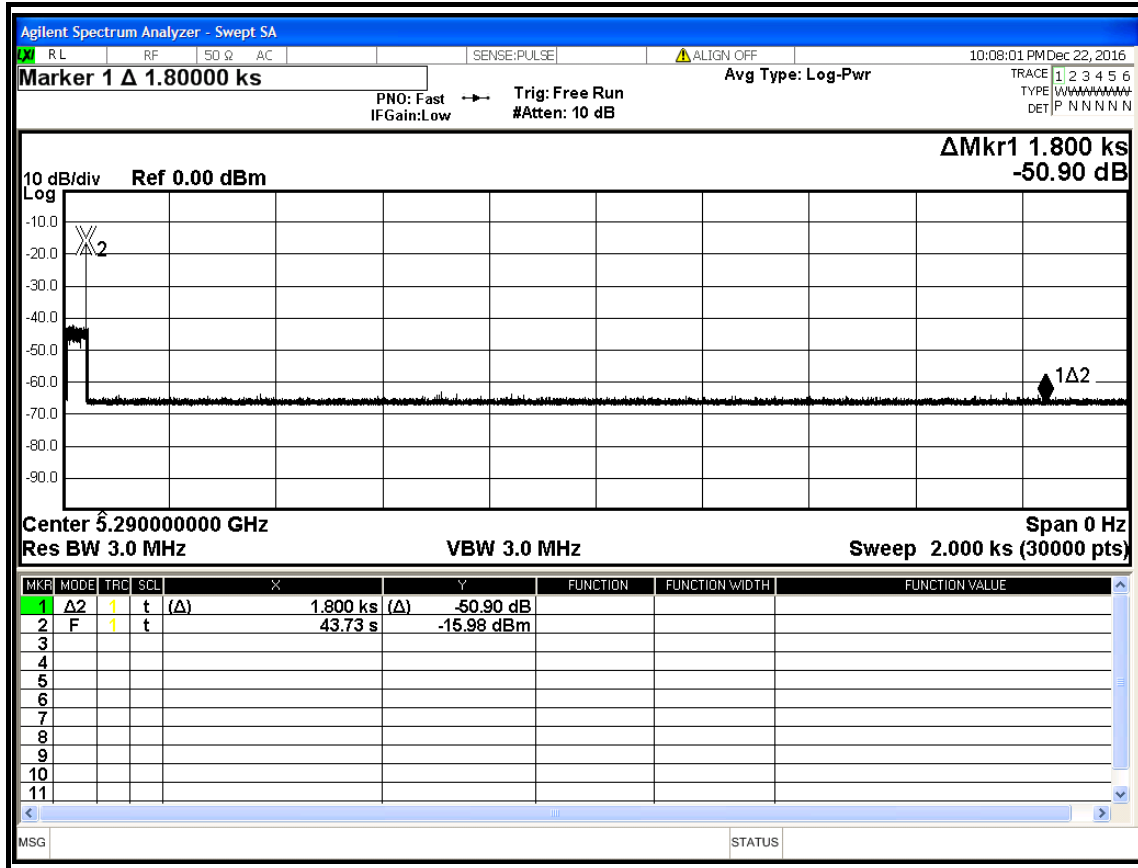 Agilent Spectrum Analyzer - Swept SA
LXI RL RF 50 Ω AC SENSE:PULSE ALIGN OFF 10:08:01 PM Dec 22, 2016
Marker 1 Δ 1.80000 ks
PNO: Fast
IFGain:Low
Trig: Free Run
#Atten: 10 dB
Avg Type: Log-Pwr
TRACE 1 2 3 4 5 6
TYPE
DET P N N N N N
ΔMkr1 1.800 ks
-50.90 dB
10 dB/div Ref 0.00 dBm
Log
-10.0
-20.0
-30.0
-40.0
-50.0
-60.0
-70.0
-80.0
-90.0
2
1Δ2
Center 5.290000000 GHz Span 0 Hz
Res BW 3.0 MHz VBW 3.0 MHz Sweep 2.000 ks (30000 pts)
MKR MODE TRC SCL X Y FUNCTION FUNCTION WIDTH FUNCTION VALUE
1 Δ2 1 t (Δ) 1.800 ks (Δ) -50.90 dB
2 F 1 t 43.73 s -15.98 dBm
3
4
5
6
7
8
9
10
11
MSG STATUS